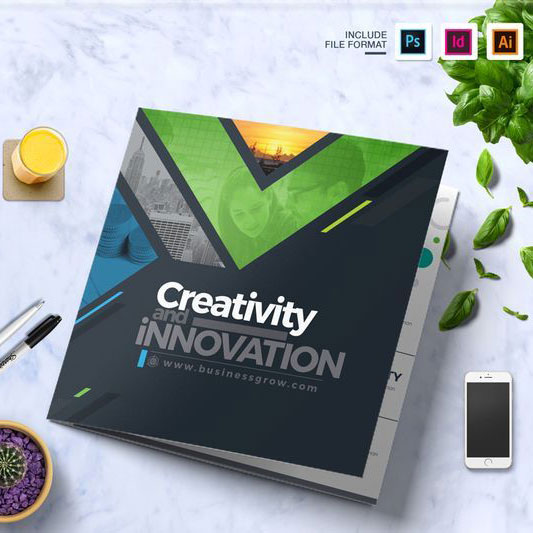 INCLUDE
FILE FORMAT
Ps
Id
Ai
Creativity
and
iNNOVATION
www.businessgrow.com